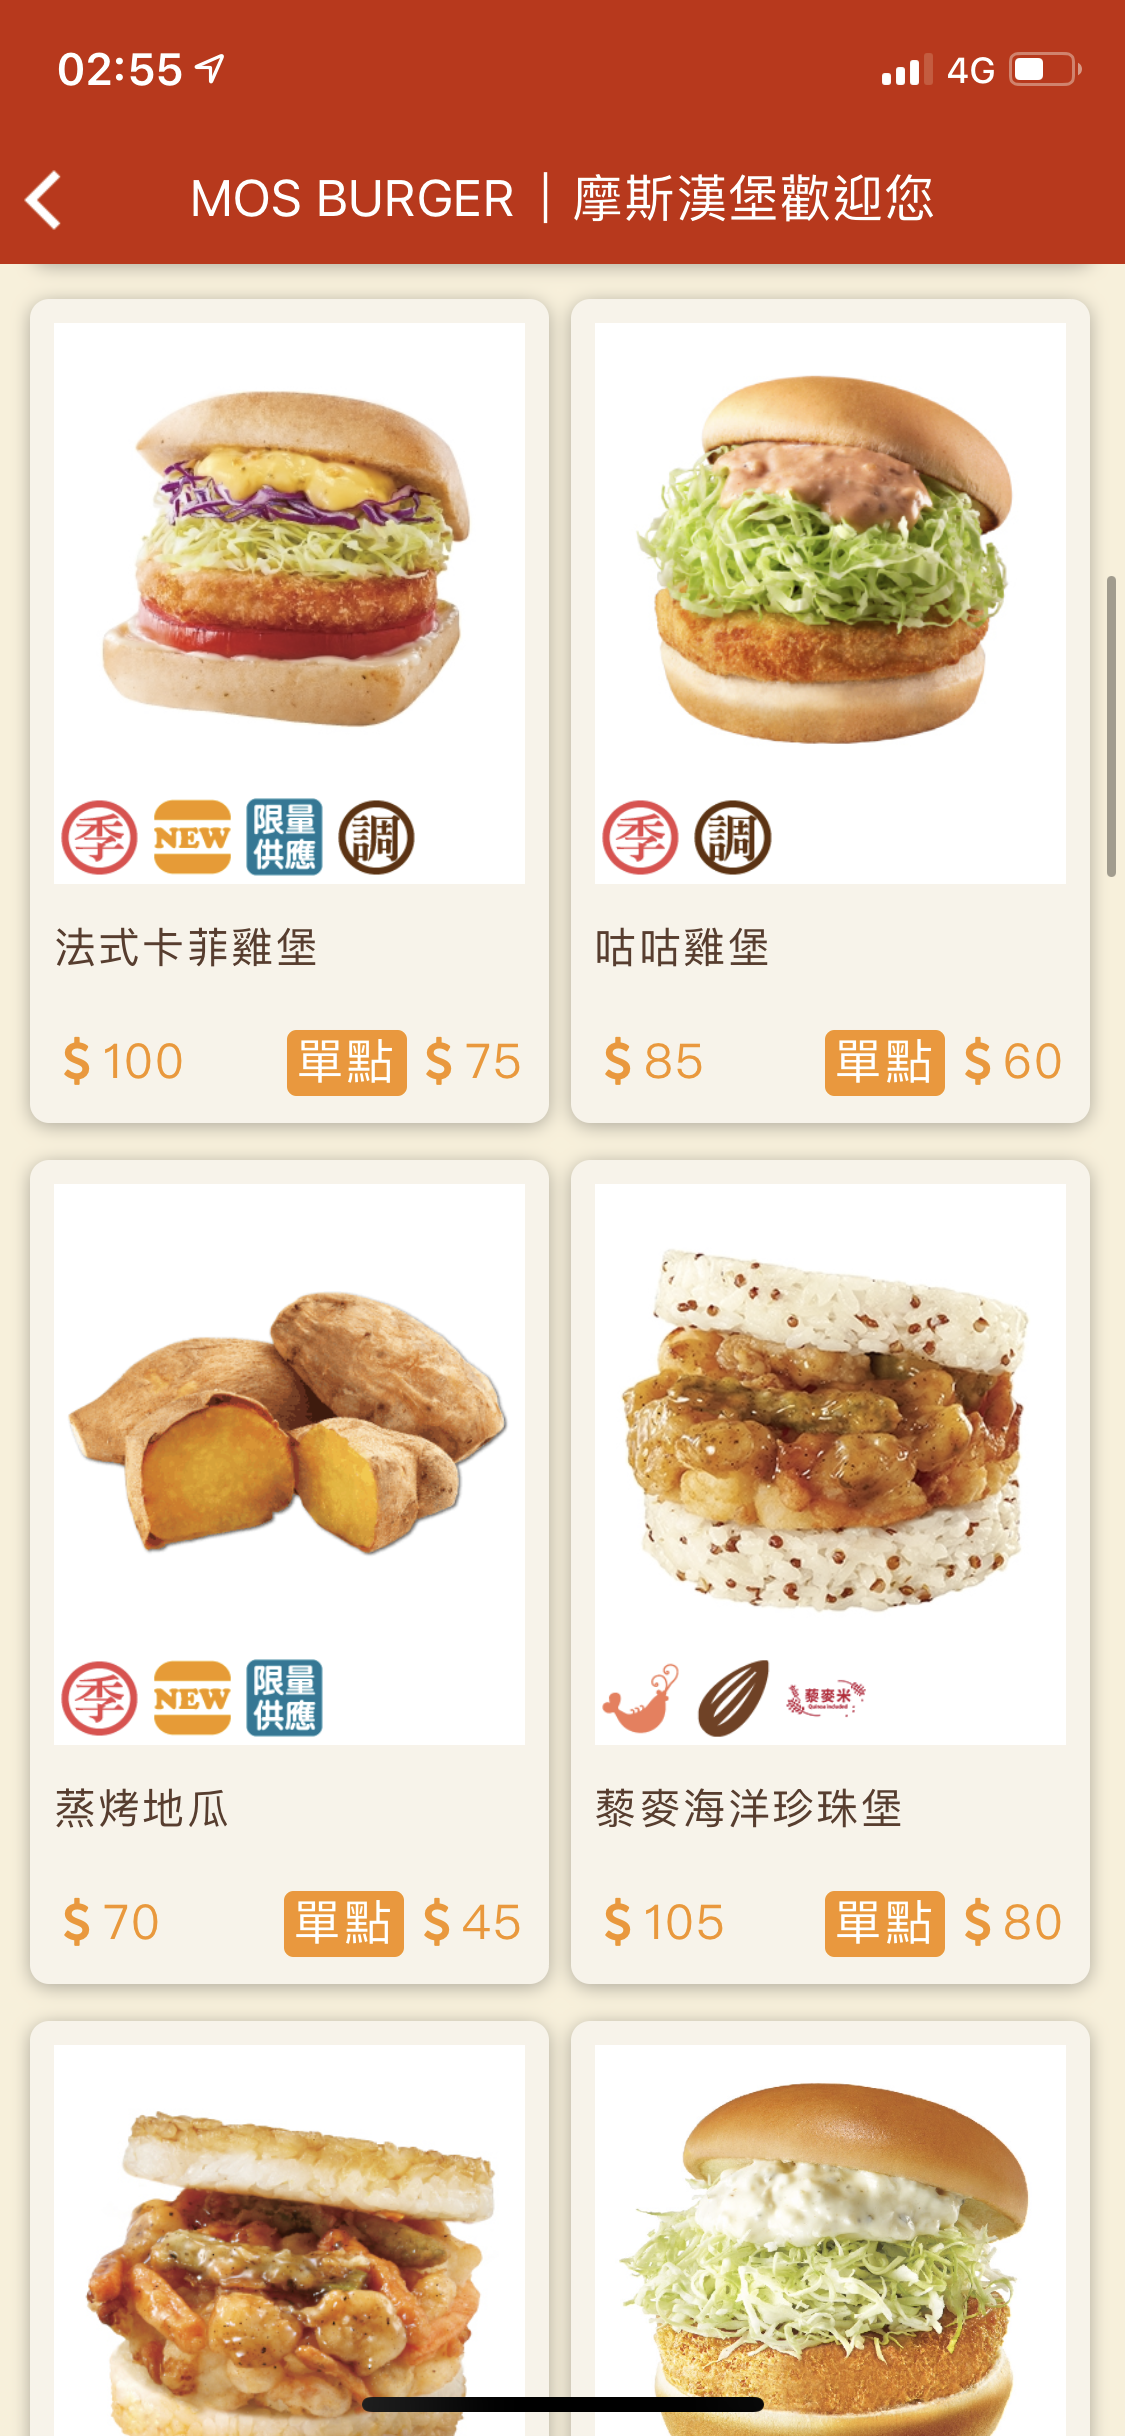 02:55
4G
MOS BURGER｜摩斯漢堡歡迎您
季 NEW 限量供應 調
季 調
法式卡菲雞堡
咕咕雞堡
$100 單點 $75
$85 單點 $60
季 NEW 限量供應
藜麥米
Quinoa Included
蒸烤地瓜
藜麥海洋珍珠堡
$70 單點 $45
$105 單點 $80